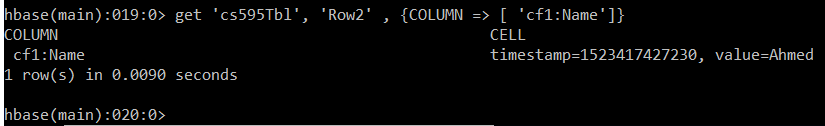 hbase(main):019:0> get 'cs595Tbl', 'Row2' , {COLUMN => [ 'cf1:Name']}
COLUMN CELL
cf1:Name timestamp=1523417427230, value=Ahmed
1 row(s) in 0.0090 seconds
hbase(main):020:0>